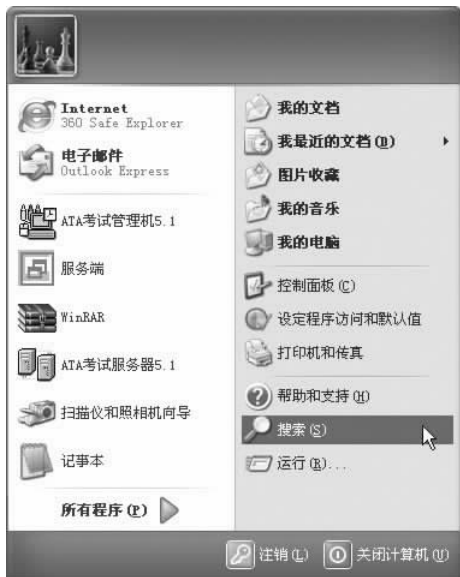 Internet
360 Safe Explorer
电子邮件
Outlook Express
ATA考试管理机5.1
服务端
WinRAR
ATA考试服务器5.1
扫描仪和照相机向导
记事本
所有程序(P)
我的文档
我最近的文档(D)
图片收藏
我的音乐
我的电脑
控制面板(C)
设定程序访问和默认值
打印机和传真
帮助和支持(H)
搜索(S)
运行(R)...
注销(L)
关闭计算机(U)